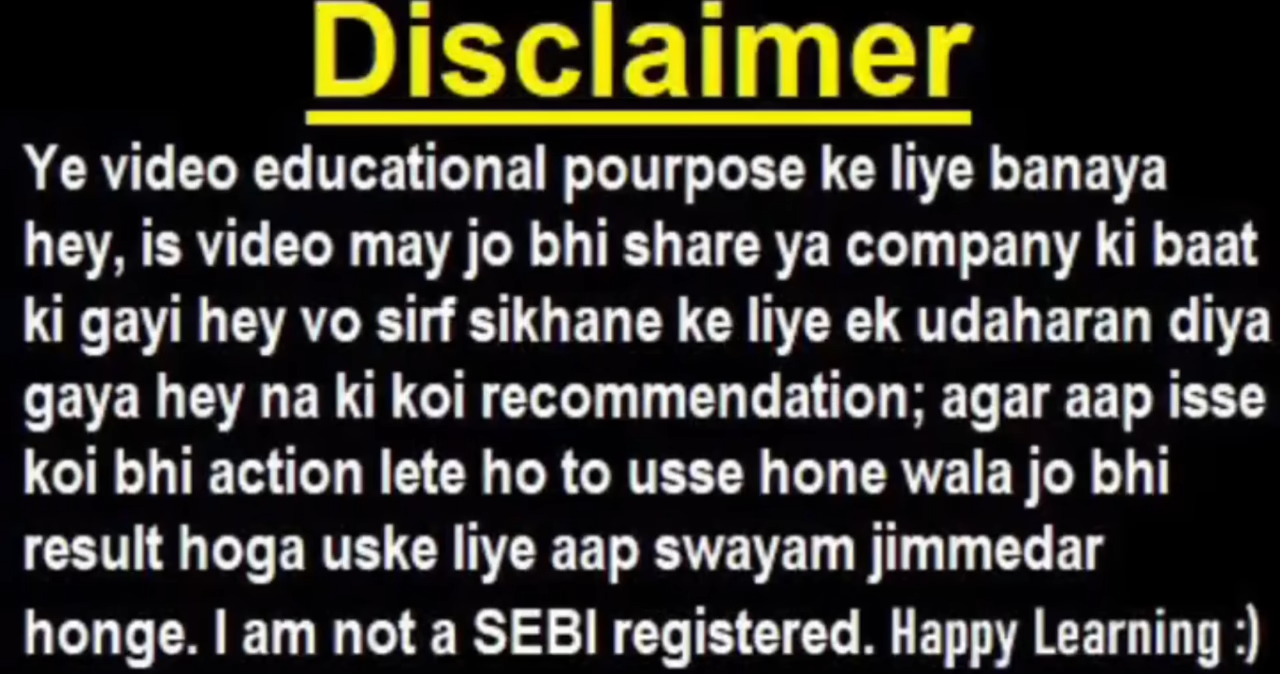 Disclaimer
Ye video educational pourpose ke liye banaya
hey, is video may jo bhi share ya company ki baat
ki gayi hey vo sirf sikhane ke liye ek udaharan diya
gaya hey na ki koi recommendation; agar aap isse
koi bhi action lete ho to usse hone wala jo bhi
result hoga uske liye aap swayam jimmedar
honge. I am not a SEBI registered. Happy Learning :)